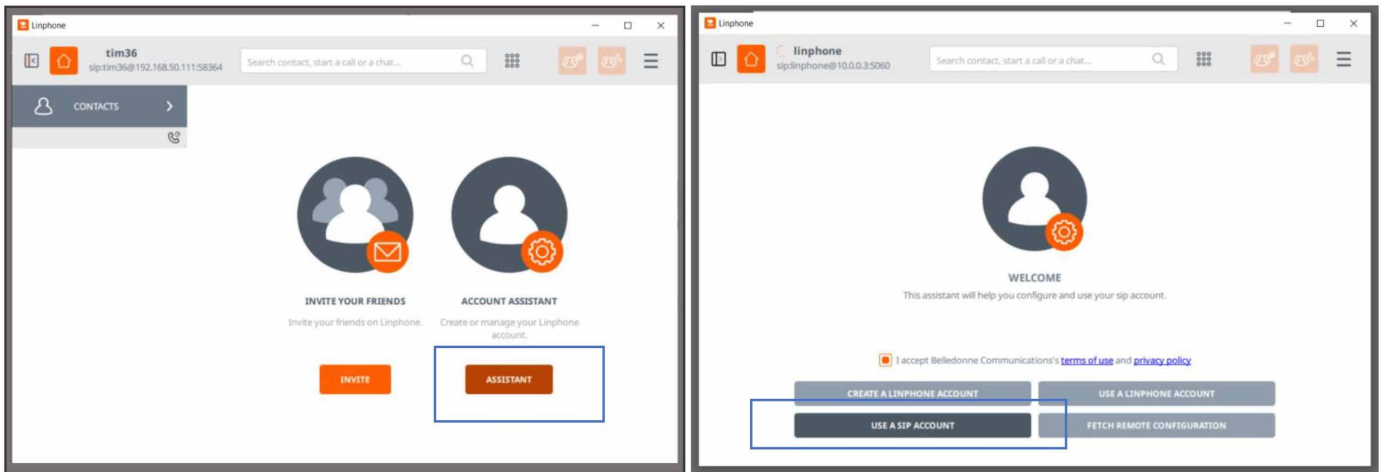 Linphone
tim36
sip:tim36@192.168.50.111:58364
Search contact, start a call or a chat...
CONTACTS
INVITE YOUR FRIENDS
Invite your friends on Linphone.
INVITE
ACCOUNT ASSISTANT
Create or manage your Linphone
account.
ASSISTANT
Linphone
linphone
sip:linphone@10.0.0.3:5060
Search contact, start a call or a chat...
WELCOME
This assistant will help you configure and use your sip account.
I accept Belledonne Communications's terms of use and privacy policy
CREATE A LINPHONE ACCOUNT
USE A LINPHONE ACCOUNT
USE A SIP ACCOUNT
FETCH REMOTE CONFIGURATION